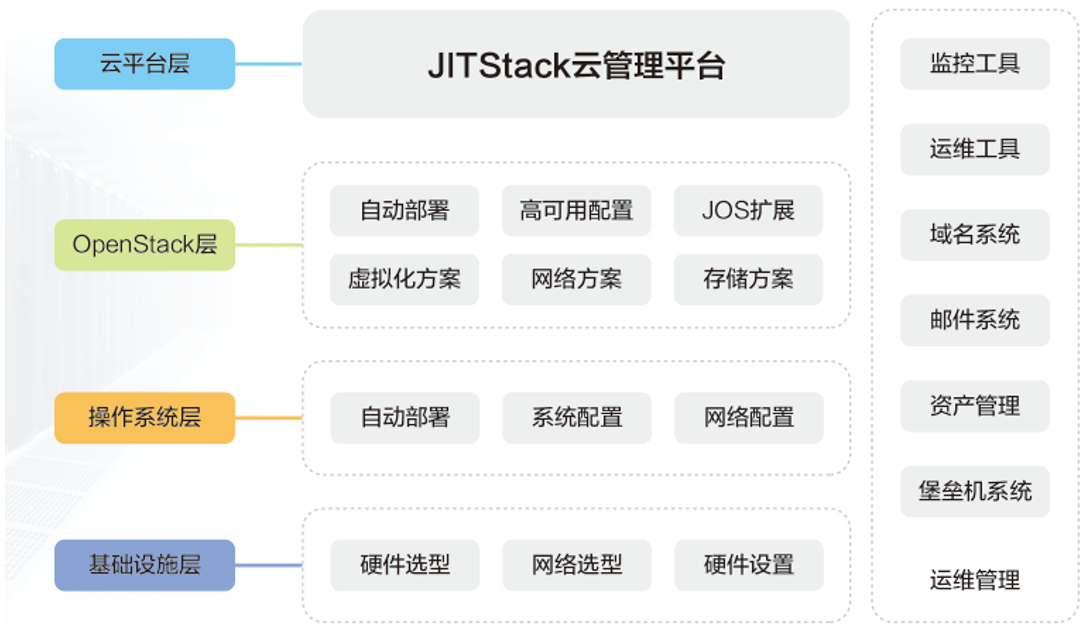 云平台层
JITStack云管理平台
OpenStack层
自动部署
高可用配置
JOS扩展
虚拟化方案
网络方案
存储方案
操作系统层
自动部署
系统配置
网络配置
基础设施层
硬件选型
网络选型
硬件设置
监控工具
运维工具
域名系统
邮件系统
资产管理
堡垒机系统
运维管理